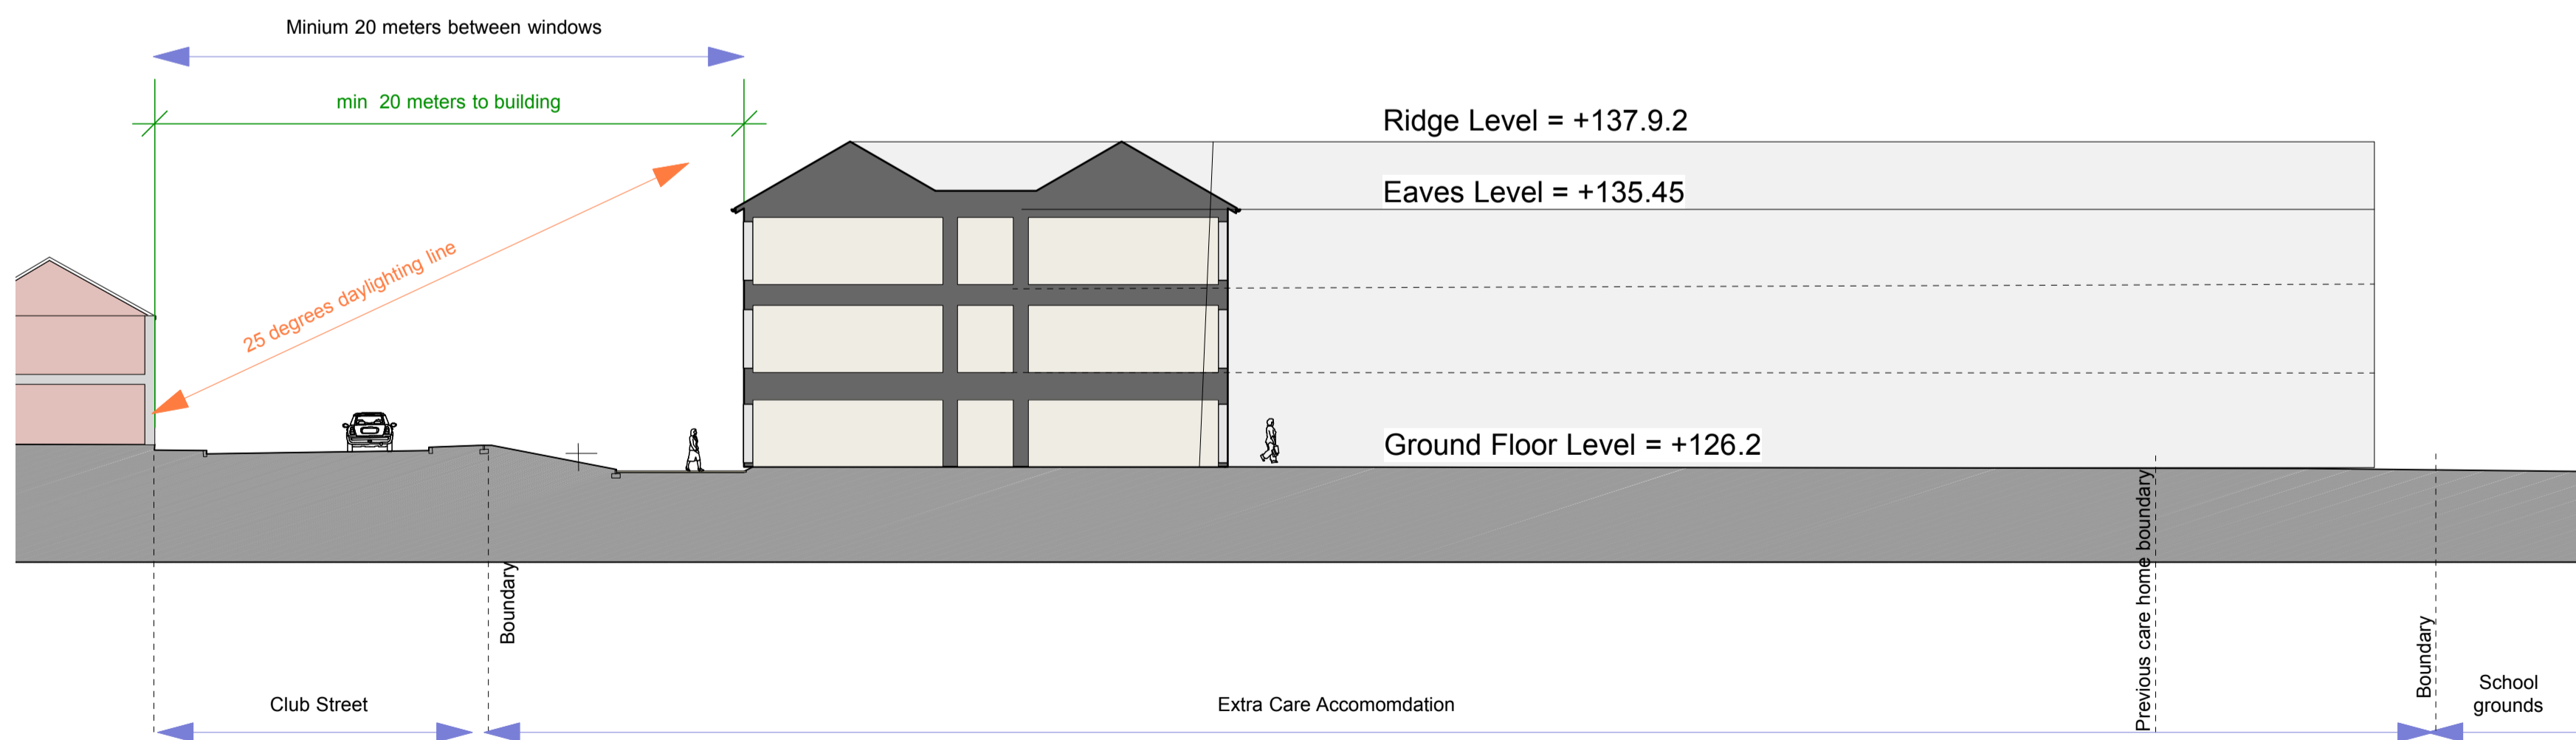 Minium 20 meters between windows
min 20 meters to building
Ridge Level = +137.9.2
Eaves Level = +135.45
25 degrees daylighting line
Ground Floor Level = +126.2
Boundary
Previous care home boundary
Boundary
Club Street
Extra Care Accomomdation
School
grounds